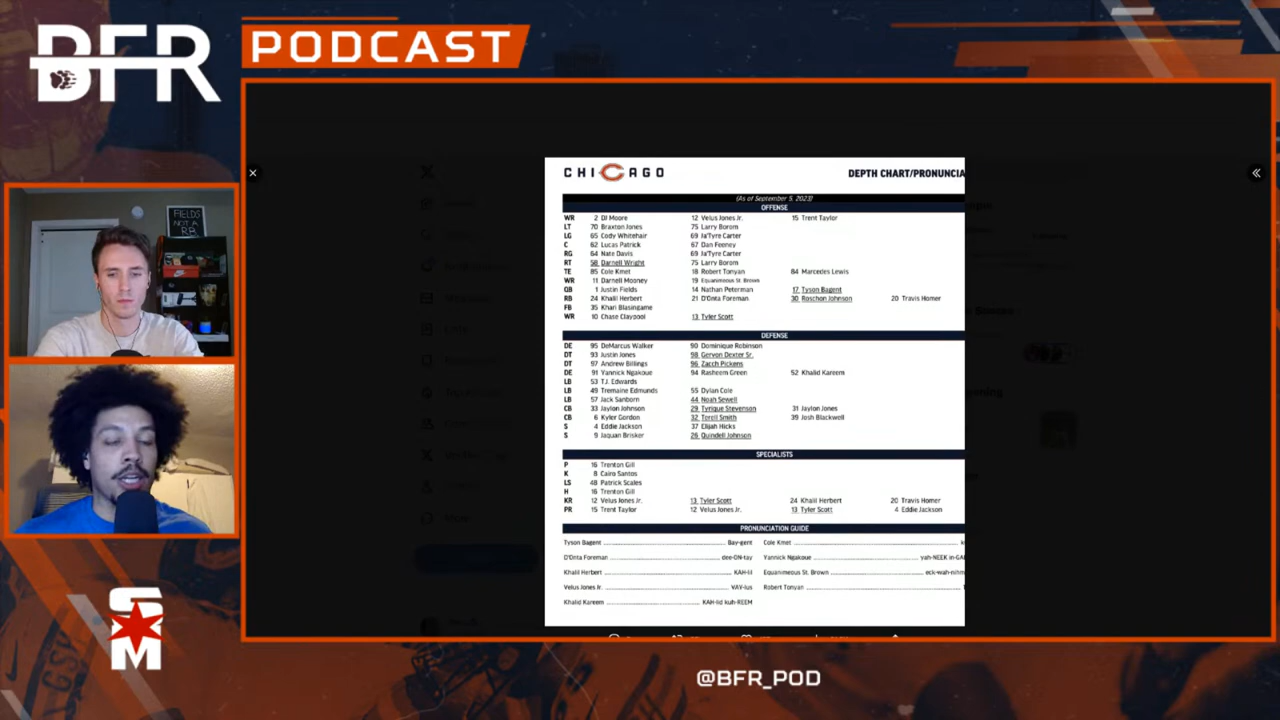 BFR
PODCAST
FIELDS
NOT A
RB
CHICAGO
DEPTH CHART/PRONUNCIA
(As of September 5, 2023)
OFFENSE
WR 2 DJ Moore 12 Velus Jones Jr. 15 Trent Taylor
LT 70 Braxton Jones 75 Larry Borom
LG 65 Cody Whitehair 69 Ja'Tyre Carter
C 62 Lucas Patrick 67 Dan Feeney
RG 64 Nate Davis 69 Ja'Tyre Carter
RT 58 Darnell Wright 75 Larry Borom
TE 85 Cole Kmet 18 Robert Tonyan 84 Marcedes Lewis
WR 11 Darnell Mooney 19 Equanimeous St. Brown
QB 1 Justin Fields 14 Nathan Peterman 17 Tyson Bagent
RB 24 Khalil Herbert 21 D'Onta Foreman 30 Roschon Johnson 20 Travis Homer
FB 35 Khari Blasingame
WR 10 Chase Claypool 13 Tyler Scott
DEFENSE
DE 95 DeMarcus Walker 90 Dominique Robinson
DT 93 Justin Jones 98 Gervon Dexter Sr.
DT 97 Andrew Billings 96 Zacch Pickens
DE 91 Yannick Ngakoue 94 Rasheem Green 52 Khalid Kareem
LB 53 T.J. Edwards
LB 49 Tremaine Edmunds 55 Dylan Cole
LB 57 Jack Sanborn 44 Noah Sewell
CB 33 Jaylon Johnson 29 Tyrique Stevenson 31 Jaylon Jones
CB 6 Kyler Gordon 32 Terell Smith 39 Josh Blackwell
S 4 Eddie Jackson 37 Elijah Hicks
S 9 Jaquan Brisker 26 Quindell Johnson
SPECIALISTS
P 16 Trenton Gill
K 8 Cairo Santos
LS 48 Patrick Scales
H 16 Trenton Gill
KR 12 Velus Jones Jr. 13 Tyler Scott 24 Khalil Herbert 20 Travis Homer
PR 15 Trent Taylor 12 Velus Jones Jr. 13 Tyler Scott 4 Eddie Jackson
PRONUNCIATION GUIDE
Tyson Bagent Bay-gent Cole Kmet
D'Onta Foreman dee-ON-tay Yannick Ngakoue yah-NEEK in-GA
Khalil Herbert KAH-lil Equanimeous St. Brown eck-wah-nihm
Velus Jones Jr. VAY-lus Robert Tonyan
Khalid Kareem KAH-lid kuh-REEM
SM
@BFR_POD